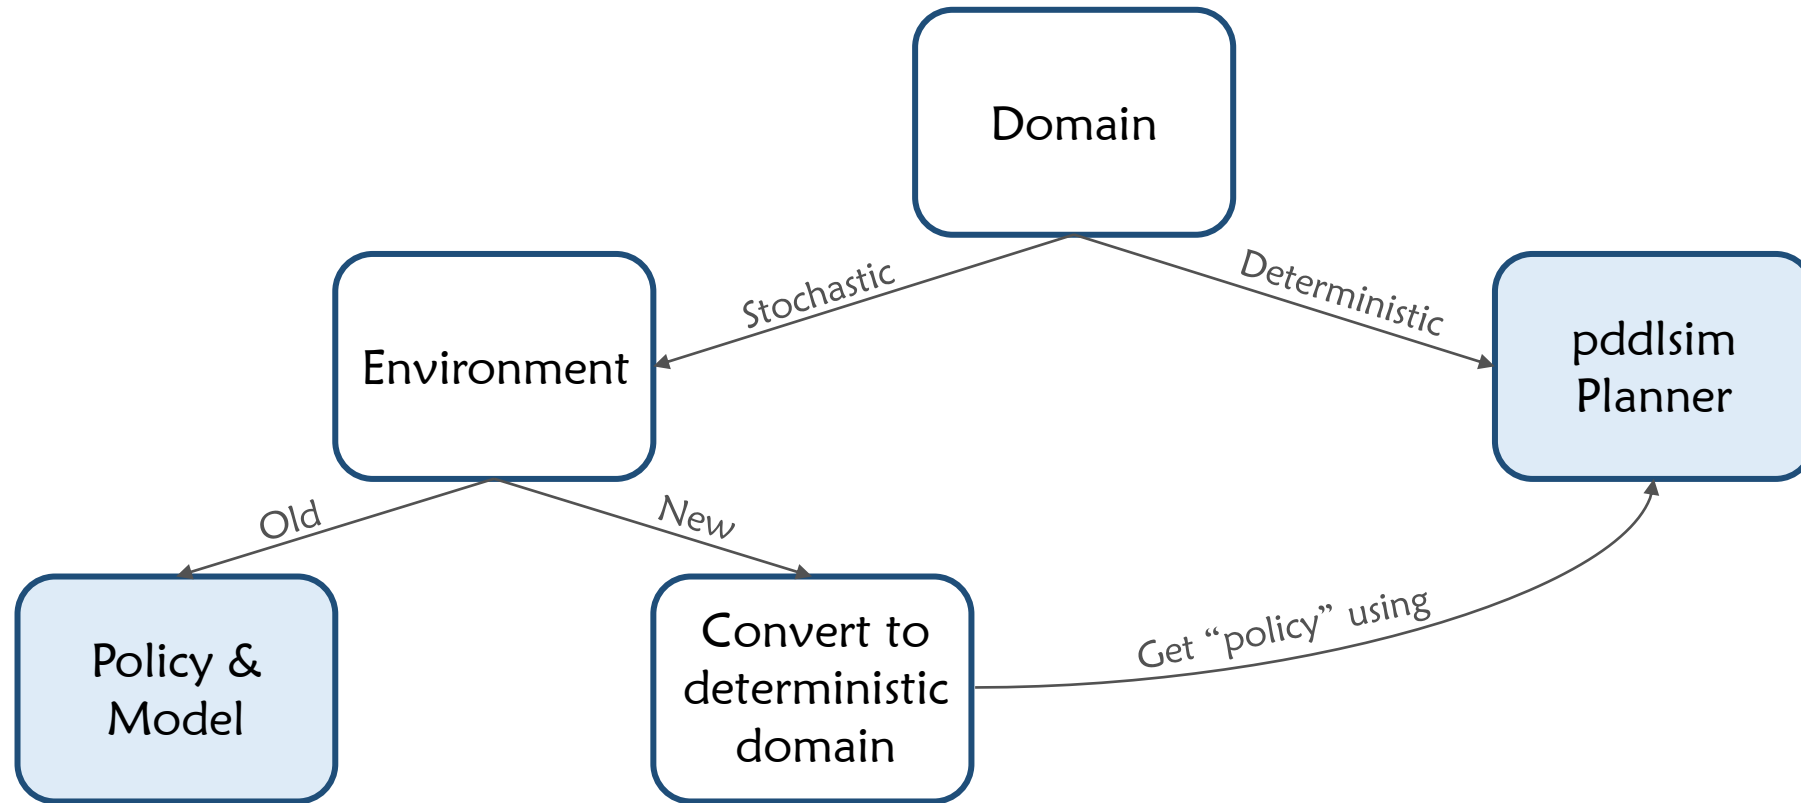 Domain
Stochastic
Deterministic
Environment
pddlsim
Planner
Old
New
Policy &
Model
Convert to
deterministic
domain
Get “policy” using